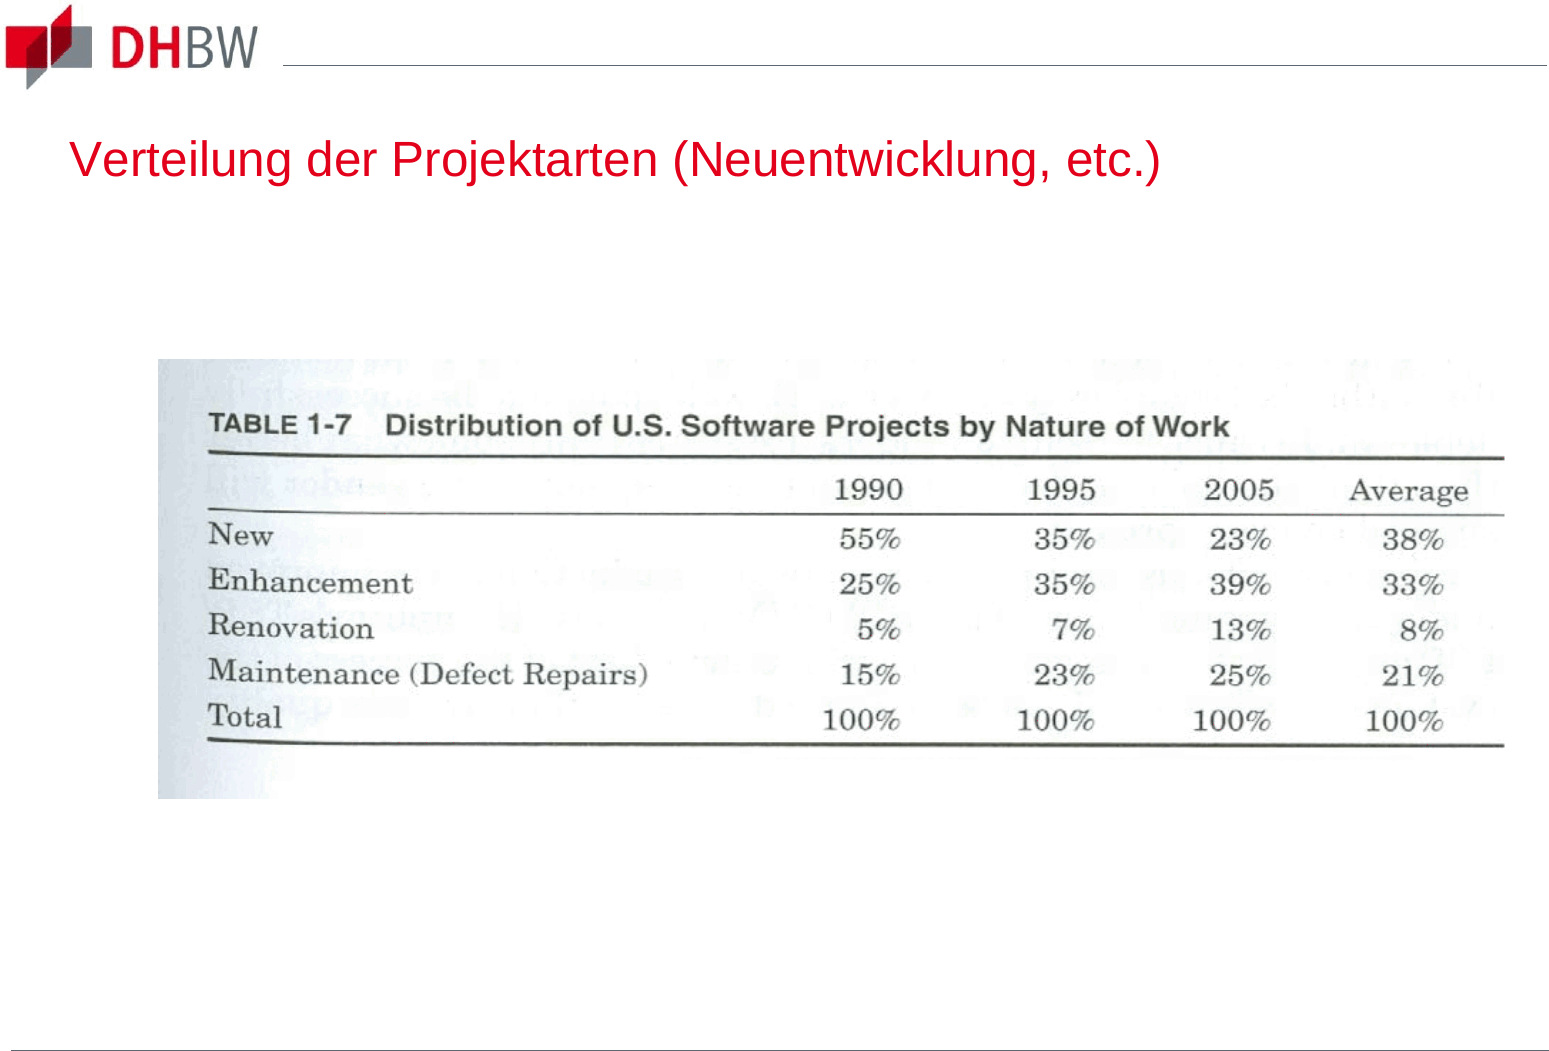 DHBW
Verteilung der Projektarten (Neuentwicklung, etc.)
TABLE 1-7 Distribution of U.S. Software Projects by Nature of Work
1990 1995 2005 Average
New 55% 35% 23% 38%
Enhancement 25% 35% 39% 33%
Renovation 5% 7% 13% 8%
Maintenance (Defect Repairs) 15% 23% 25% 21%
Total 100% 100% 100% 100%